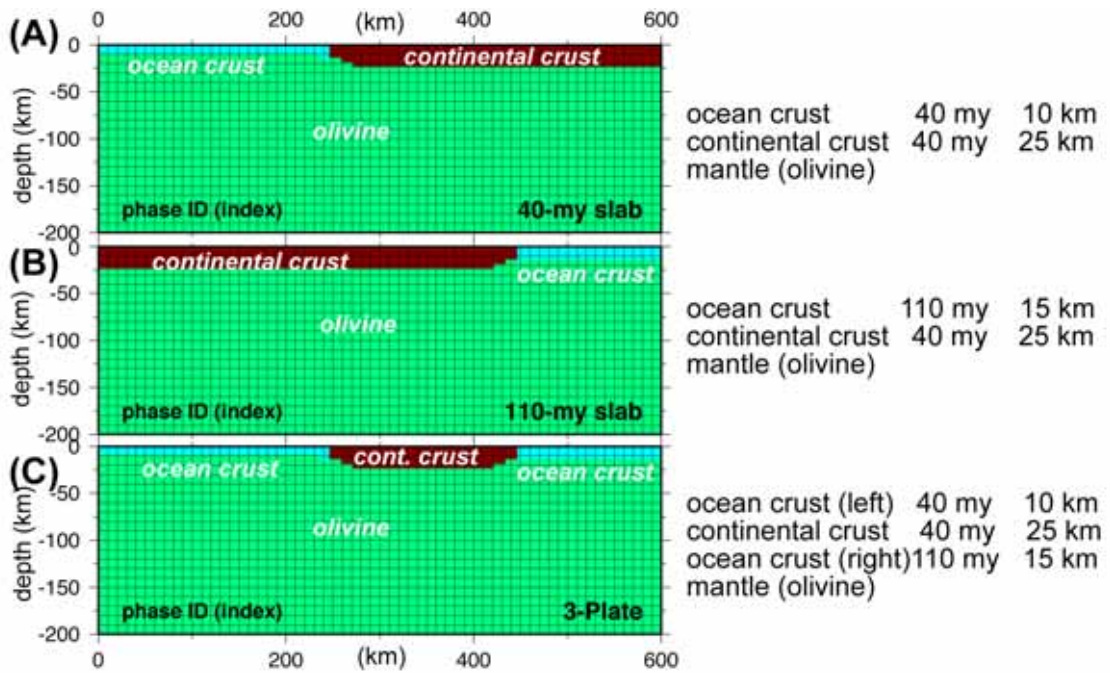 0 200 (km) 400 600
(A)
0
ocean crust
continental crust
-50
-100
-150
-200
depth (km)
olivine
phase ID (index)
40-my slab
ocean crust 40 my 10 km
continental crust 40 my 25 km
mantle (olivine)
(B)
0
continental crust
ocean crust
-50
-100
-150
-200
depth (km)
olivine
phase ID (index)
110-my slab
ocean crust 110 my 15 km
continental crust 40 my 25 km
mantle (olivine)
(C)
0
ocean crust
cont. crust
ocean crust
-50
-100
-150
-200
depth (km)
olivine
phase ID (index)
3-Plate
ocean crust (left) 40 my 10 km
continental crust 40 my 25 km
ocean crust (right) 110 my 15 km
mantle (olivine)
0 200 (km) 400 600